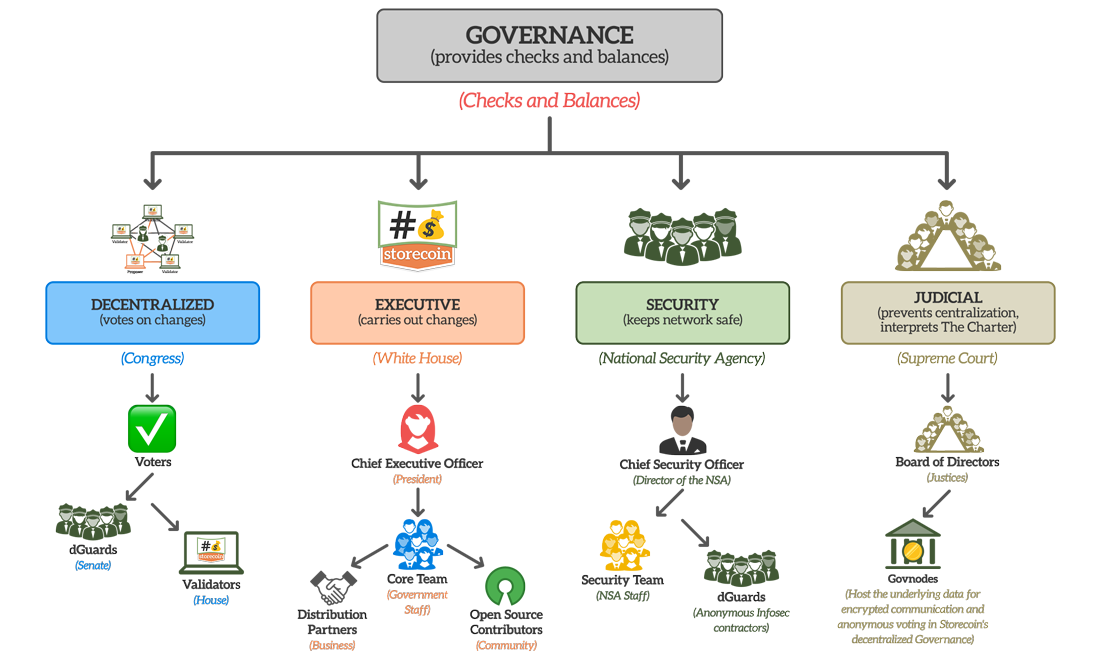 GOVERNANCE
(provides checks and balances)
(Checks and Balances)
Validator
Validator
Proposer
Validator
#
$
storecoin
DECENTRALIZED
(votes on changes)
(Congress)
EXECUTIVE
(carries out changes)
(White House)
SECURITY
(keeps network safe)
(National Security Agency)
JUDICIAL
(prevents centralization,
interprets The Charter)
(Supreme Court)
Voters
dGuards
(Senate)
#
storecoin
Validators
(House)
Chief Executive Officer
(President)
Core Team
(Government
Staff)
Distribution
Partners
(Business)
Open Source
Contributors
(Community)
Chief Security Officer
(Director of the NSA)
Security Team
(NSA Staff)
dGuards
(Anonymous Infosec
contractors)
Board of Directors
(Justices)
Govnodes
(Host the underlying data for
encrypted communication and
anonymous voting in Storecoin's
decentralized Governance)